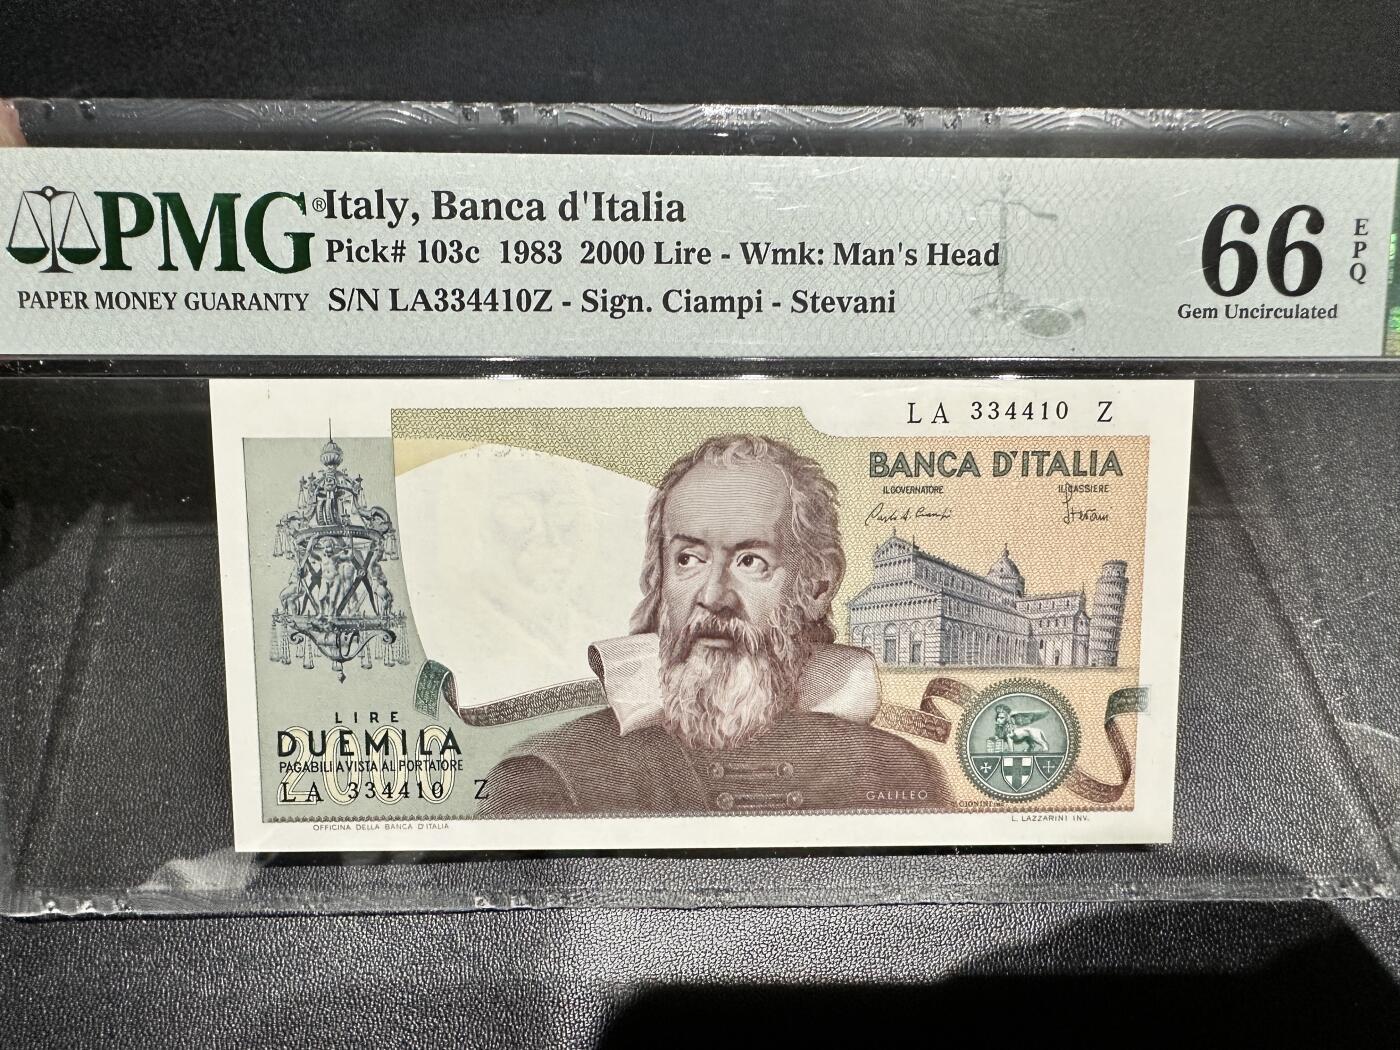 PMG®
PAPER MONEY GUARANTY
Italy, Banca d'Italia
Pick# 103c 1983 2000 Lire - Wmk: Man's Head
S/N LA334410Z - Sign. Ciampi - Stevani
66 EPQ
Gem Uncirculated
LA 334410 Z
BANCA D'ITALIA
IL GOVERNATORE IL CASSIERE
LIRE
2000
DUEMILA
PAGABILI A VISTA AL PORTATORE
LA 334410 Z
GALILEO
OFFICINA DELLA BANCA D'ITALIA
L. LAZZARINI INV.